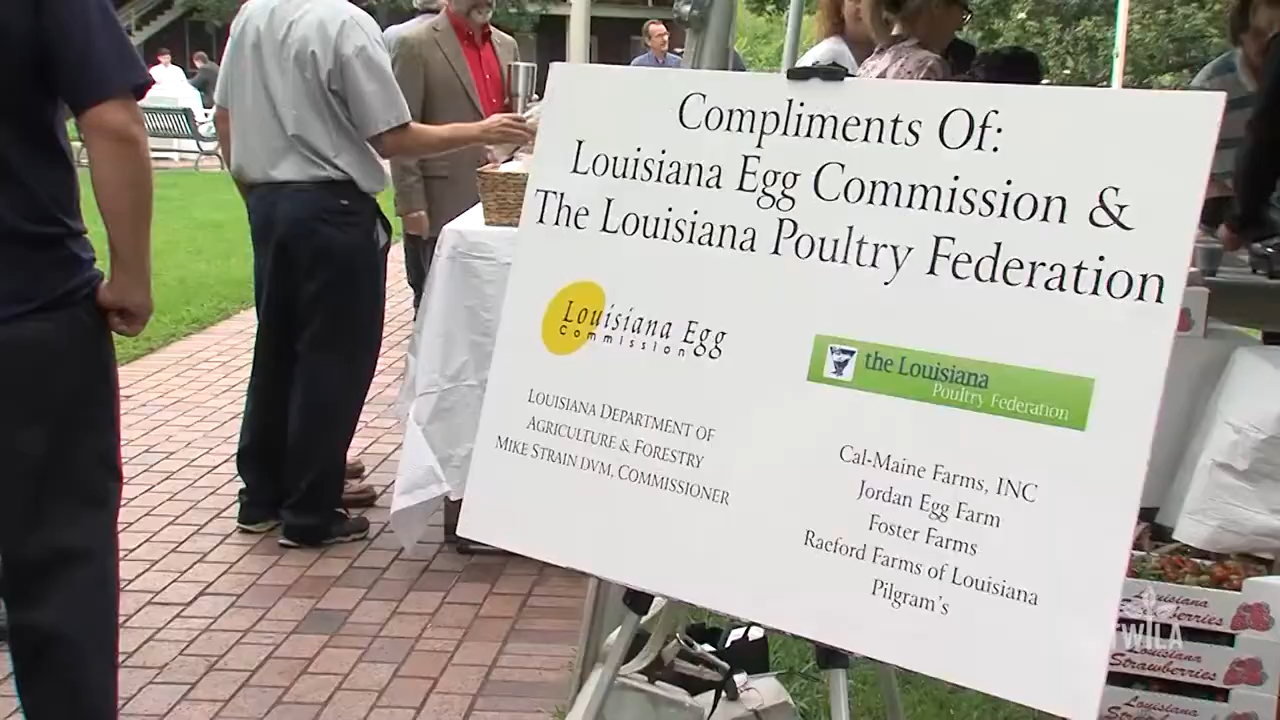 Compliments Of:
Louisiana Egg Commission &
The Louisiana Poultry Federation
Louisiana Egg
Commission
the Louisiana
Poultry Federation
LOUISIANA DEPARTMENT OF
AGRICULTURE & FORESTRY
MIKE STRAIN DVM, COMMISSIONER
Cal-Maine Farms, INC
Jordan Egg Farm
Foster Farms
Raeford Farms of Louisiana
Pilgram's
Louisiana
Strawberries
Louisiana
Strawberries
Louisiana